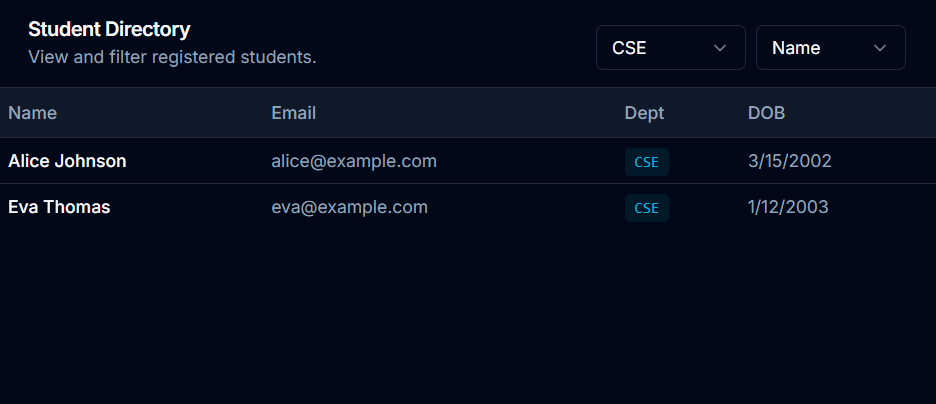 Student Directory
View and filter registered students.
CSE
Name
Name Email Dept DOB
Alice Johnson alice@example.com CSE 3/15/2002
Eva Thomas eva@example.com CSE 1/12/2003